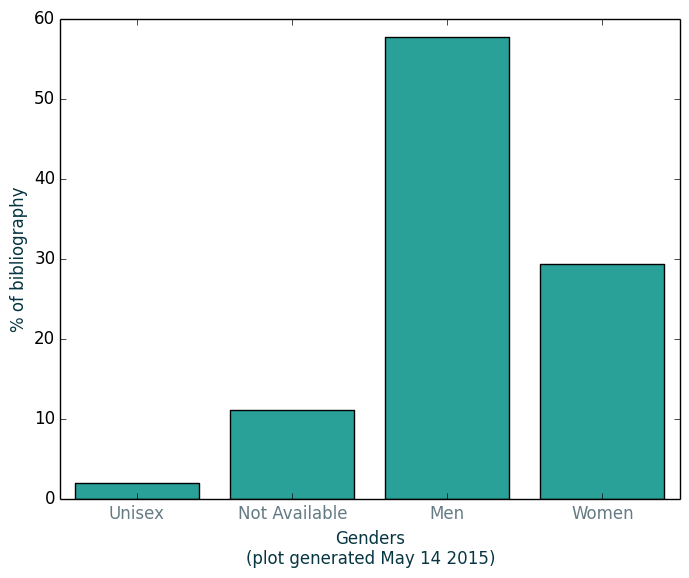 60
50
40
30
20
10
0
% of bibliography
Unisex Not Available Men Women
Genders
(plot generated May 14 2015)